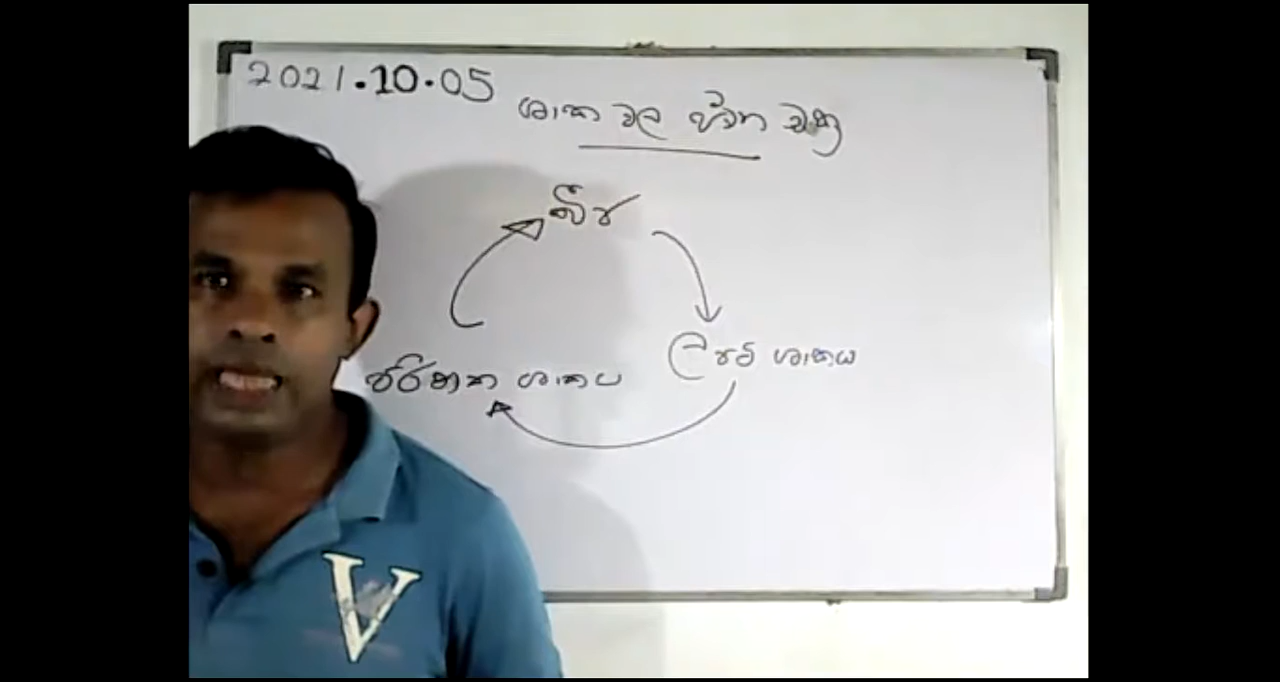 2021.10.05
ශාක වල ජීවන චක්‍ර
බීජ
ළපටි ශාකය
පරිණත ශාකය
V